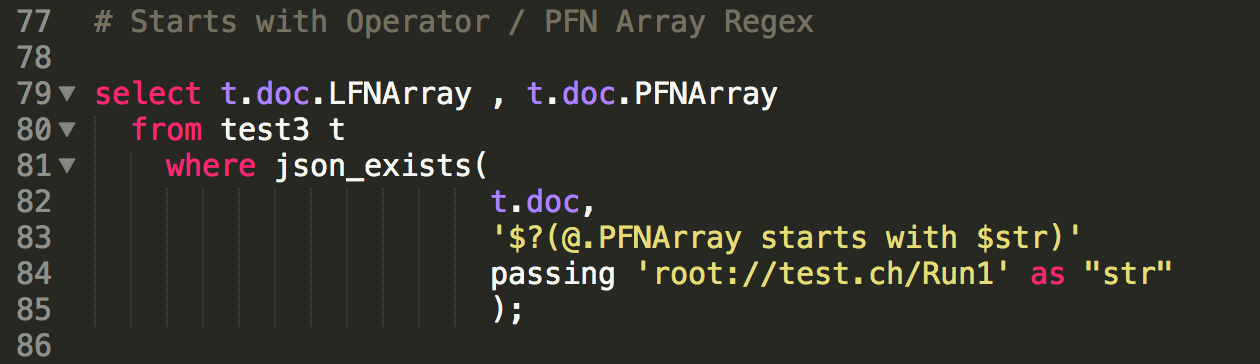 77 # Starts with Operator / PFN Array Regex
78
79 select t.doc.LFNArray , t.doc.PFNArray
80 from test3 t
81 where json_exists(
82 t.doc,
83 '$?(@.PFNArray starts with $str)'
84 passing 'root://test.ch/Run1' as "str"
85 );
86